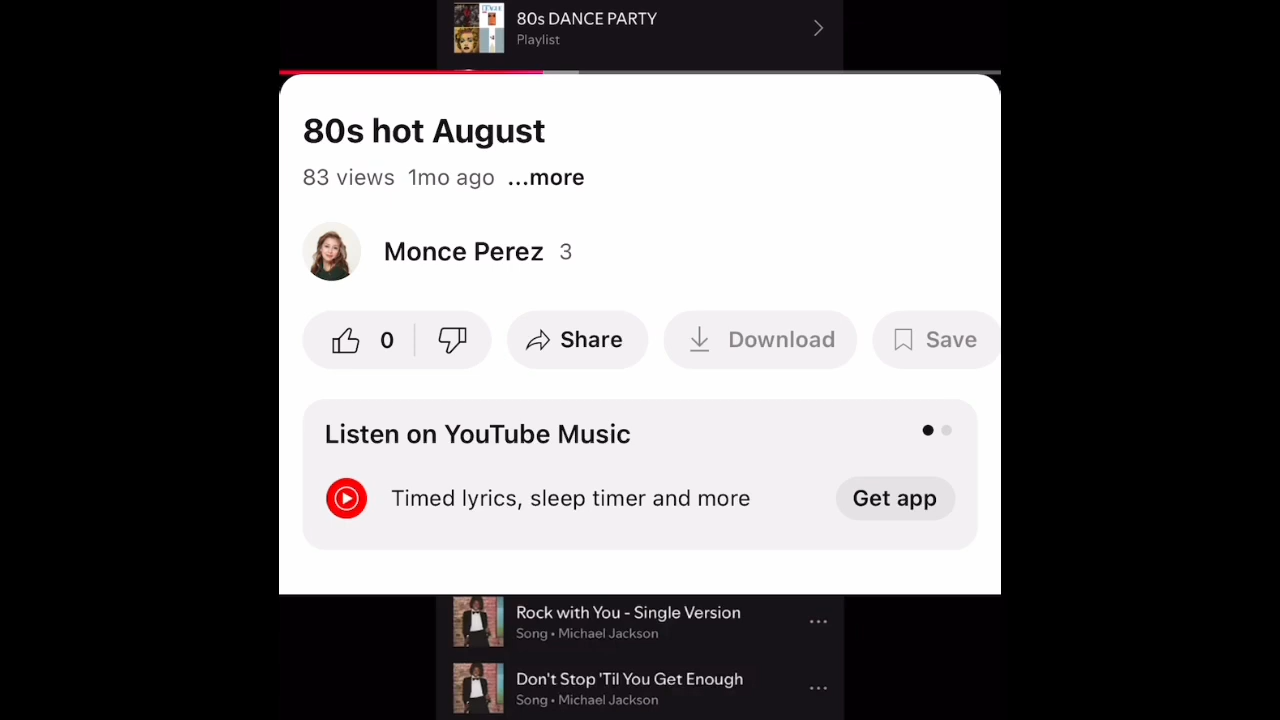 80s DANCE PARTY
Playlist
80s hot August
83 views 1mo ago ...more
Monce Perez 3
0 Share Download Save
Listen on YouTube Music
Timed lyrics, sleep timer and more Get app
Rock with You - Single Version
Song • Michael Jackson
Don't Stop 'Til You Get Enough
Song • Michael Jackson